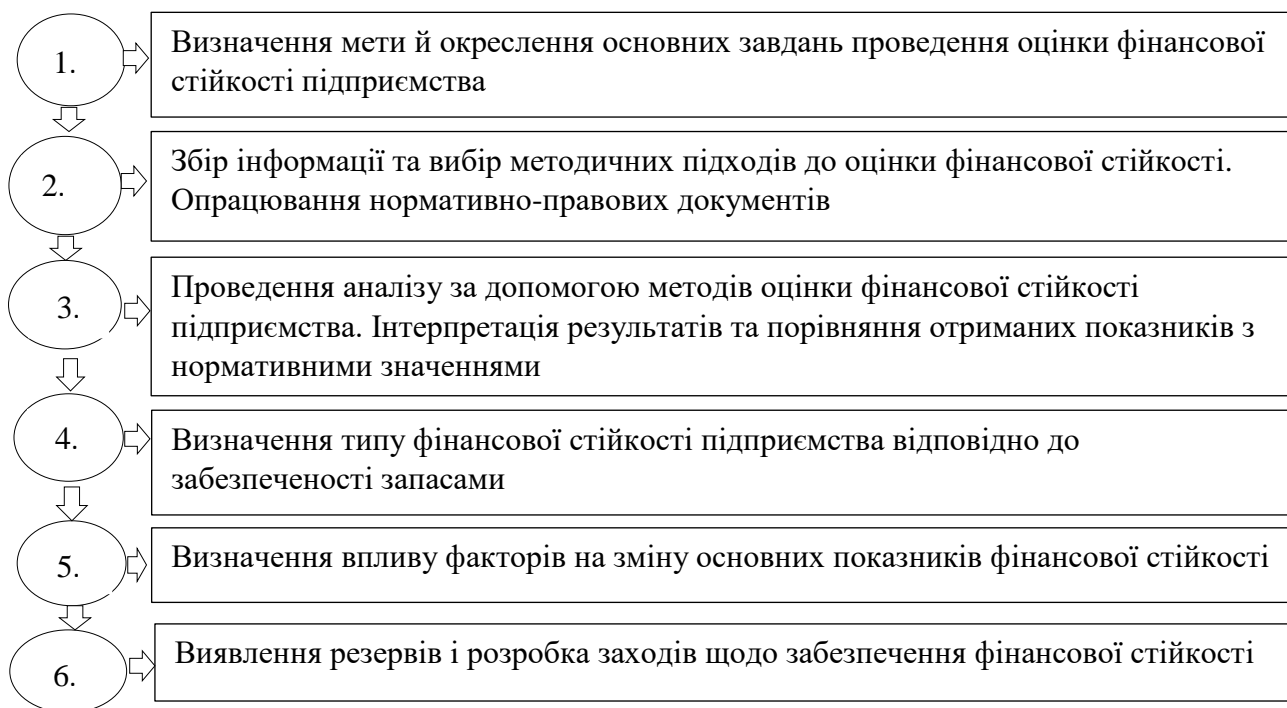 1.
Визначення мети й окреслення основних завдань проведення оцінки фінансової
стійкості підприємства
2.
Збір інформації та вибір методичних підходів до оцінки фінансової стійкості.
Опрацювання нормативно-правових документів
3.
Проведення аналізу за допомогою методів оцінки фінансової стійкості
підприємства. Інтерпретація результатів та порівняння отриманих показників з
нормативними значеннями
4.
Визначення типу фінансової стійкості підприємства відповідно до
забезпеченості запасами
5.
Визначення впливу факторів на зміну основних показників фінансової стійкості
6.
Виявлення резервів і розробка заходів щодо забезпечення фінансової стійкості